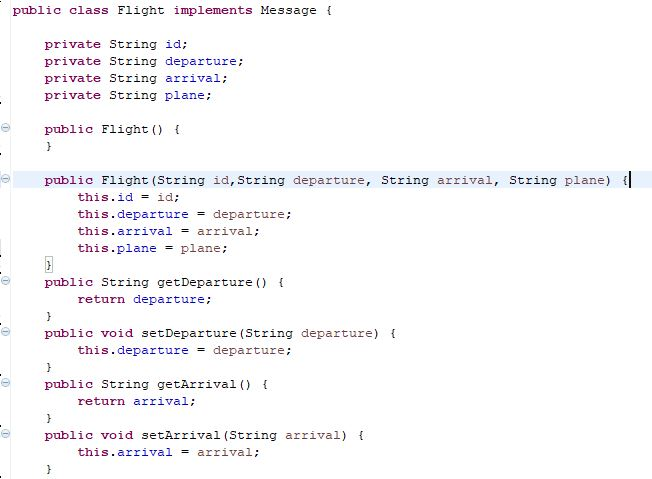 public class Flight implements Message {
private String id;
private String departure;
private String arrival;
private String plane;
public Flight() {
}
public Flight(String id,String departure, String arrival, String plane) {
this.id = id;
this.departure = departure;
this.arrival = arrival;
this.plane = plane;
}
public String getDeparture() {
return departure;
}
public void setDeparture(String departure) {
this.departure = departure;
}
public String getArrival() {
return arrival;
}
public void setArrival(String arrival) {
this.arrival = arrival;
}